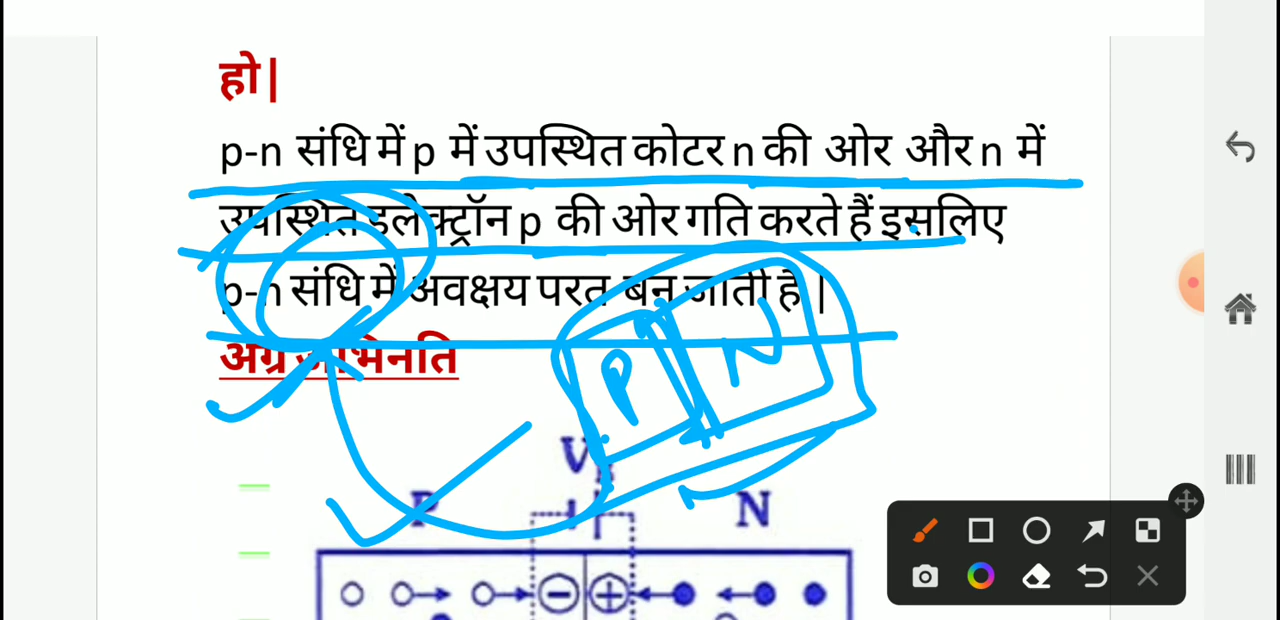 हो|
p-n संधि में p में उपस्थित कोटर n की ओर और n में
उपस्थित इलेक्ट्रॉन p की ओर गति करते हैं इसलिए
p-n संधि में अवक्षय परत बन जाती है |
अग्र अभिनति
P N
V
P N